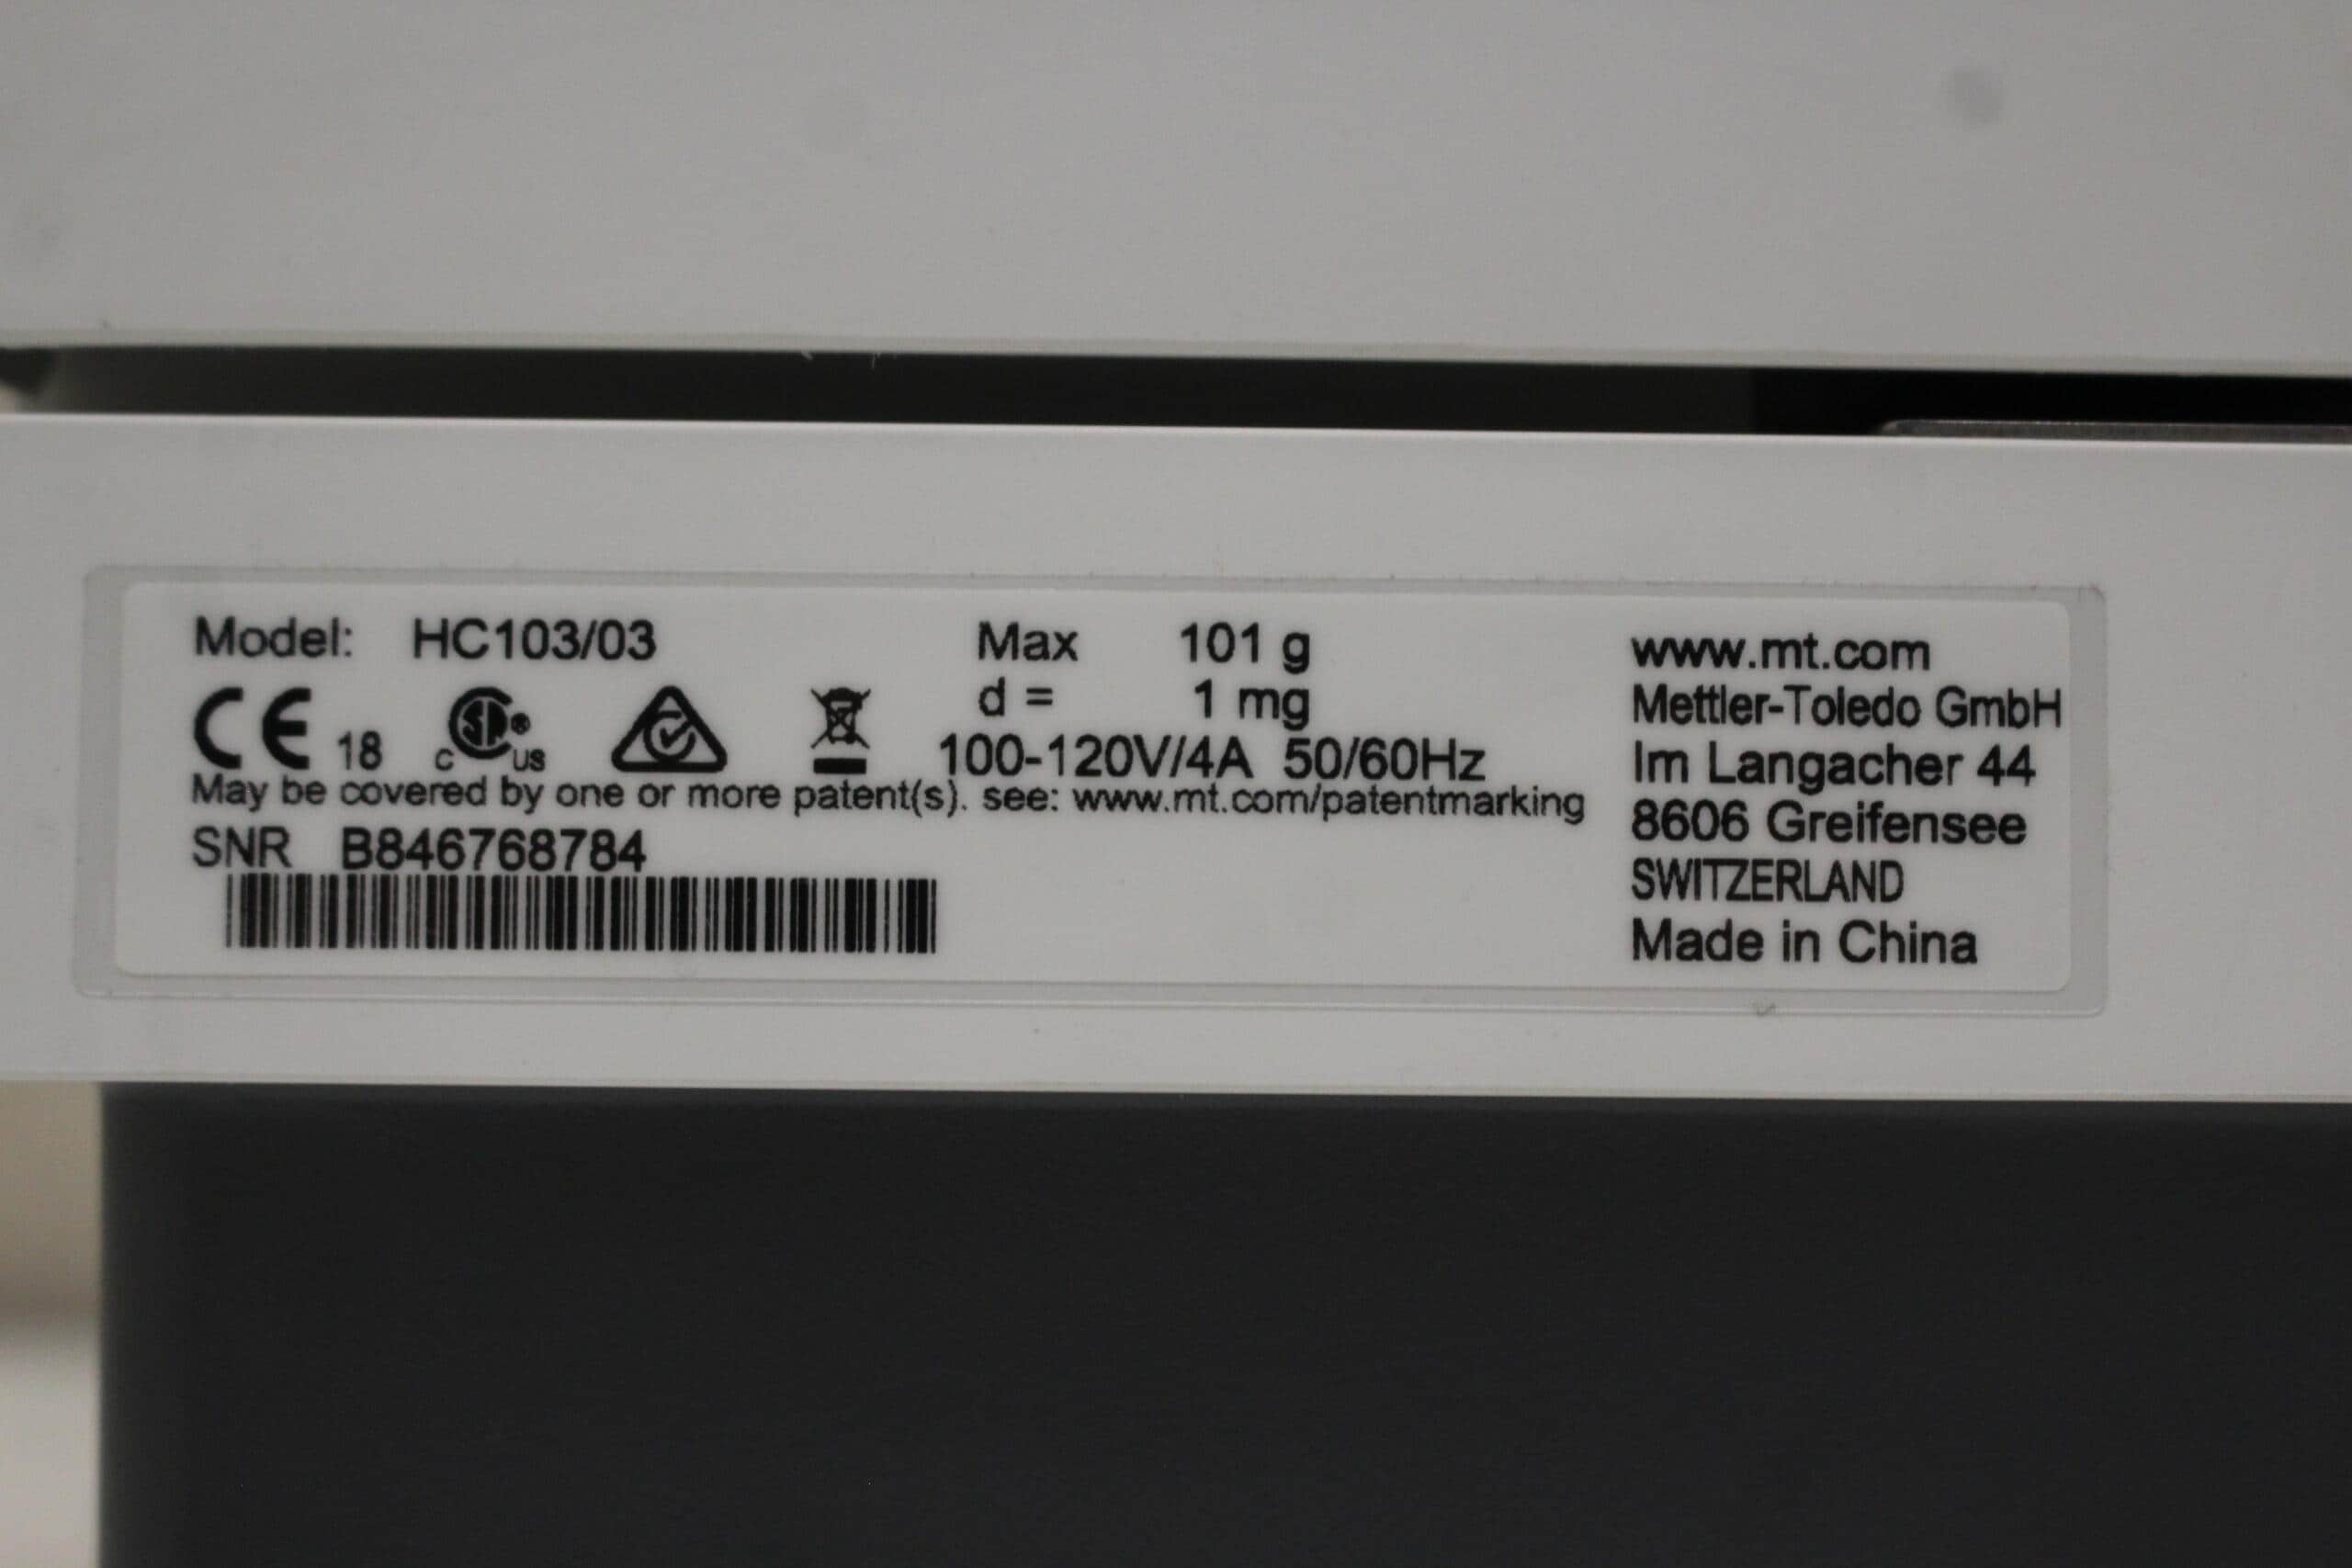 Model: HC103/03
CE 18 C SP® US
Max 101 g
d = 1 mg
100-120V/4A 50/60Hz
May be covered by one or more patent(s). see: www.mt.com/patentmarking
SNR B846768784
www.mt.com
Mettler-Toledo GmbH
Im Langacher 44
8606 Greifensee
SWITZERLAND
Made in China